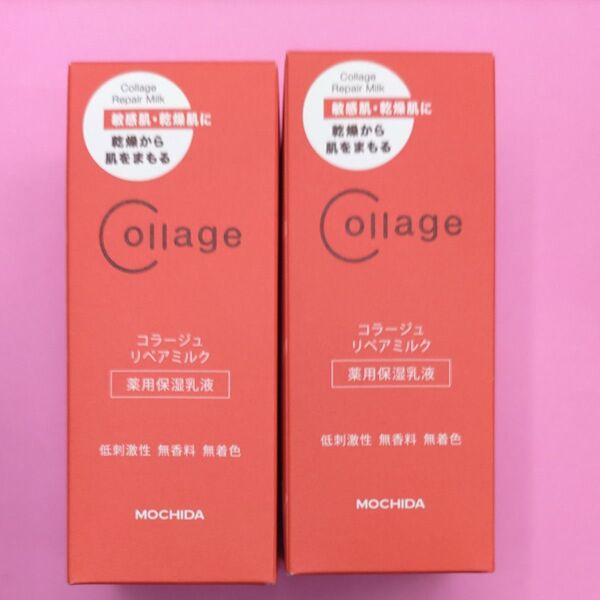 Collage
Repair Milk
敏感肌・乾燥肌に
乾燥から
肌をまもる
Collage
コラージュ
リペアミルク
薬用保湿乳液
低刺激性 無香料 無着色
MOCHIDA
Collage
Repair Milk
敏感肌・乾燥肌に
乾燥から
肌をまもる
Collage
コラージュ
リペアミルク
薬用保湿乳液
低刺激性 無香料 無着色
MOCHIDA